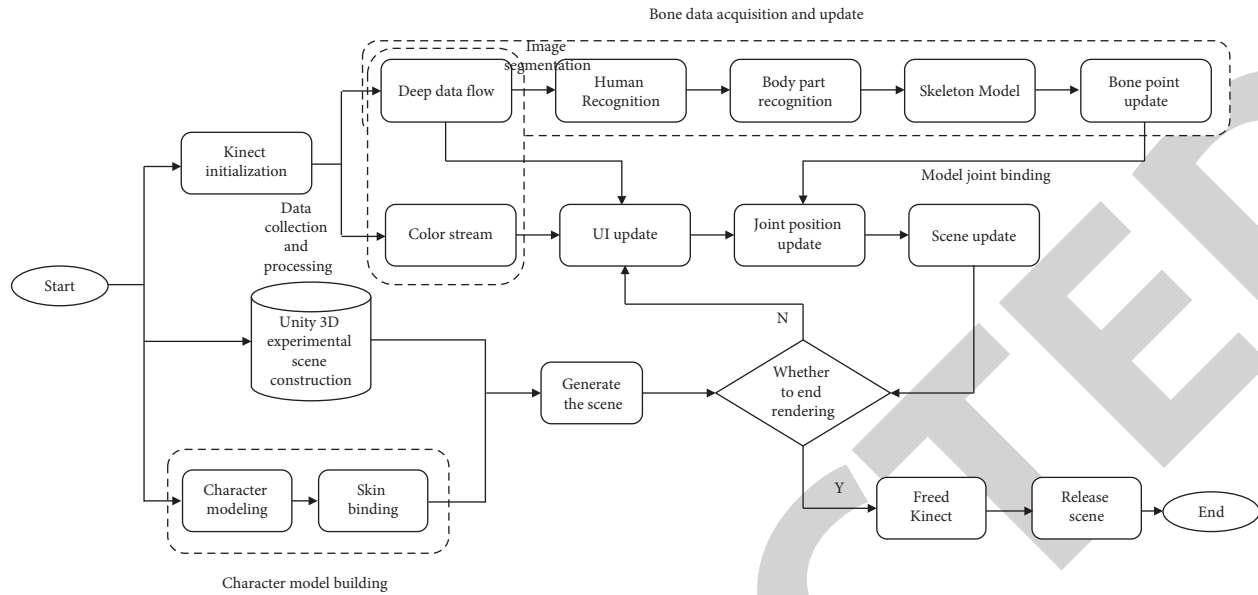 Bone data acquisition and update
Image
segmentation
Deep data flow
Human
Recognition
Body part
recognition
Skeleton Model
Bone point
update
Kinect
initialization
Model joint binding
Data
collection
and
processing
Color stream
UI update
Joint position
update
Scene update
Start
Unity 3D
experimental
scene
construction
N
Generate
the scene
Whether
to end
rendering
Character
modeling
Skin
binding
Y
Freed
Kinect
Release
scene
End
Character model building